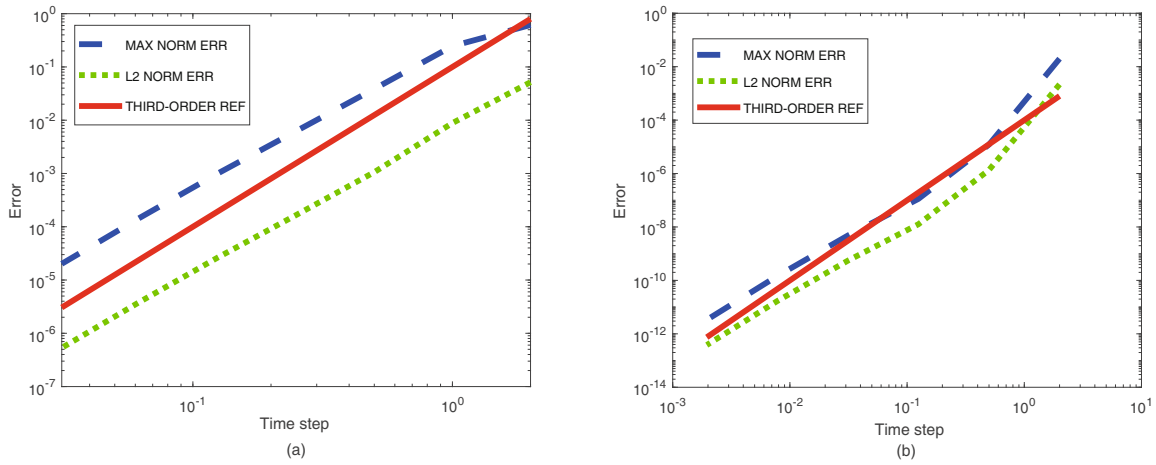 10^0
10^-1
10^-2
10^-3
10^-4
10^-5
10^-6
10^-7
Error
MAX NORM ERR
L2 NORM ERR
THIRD-ORDER REF
10^-1
10^0
Time step
(a)
10^0
10^-2
10^-4
10^-6
10^-8
10^-10
10^-12
10^-14
Error
MAX NORM ERR
L2 NORM ERR
THIRD-ORDER REF
10^-3
10^-2
10^-1
10^0
10^1
Time step
(b)